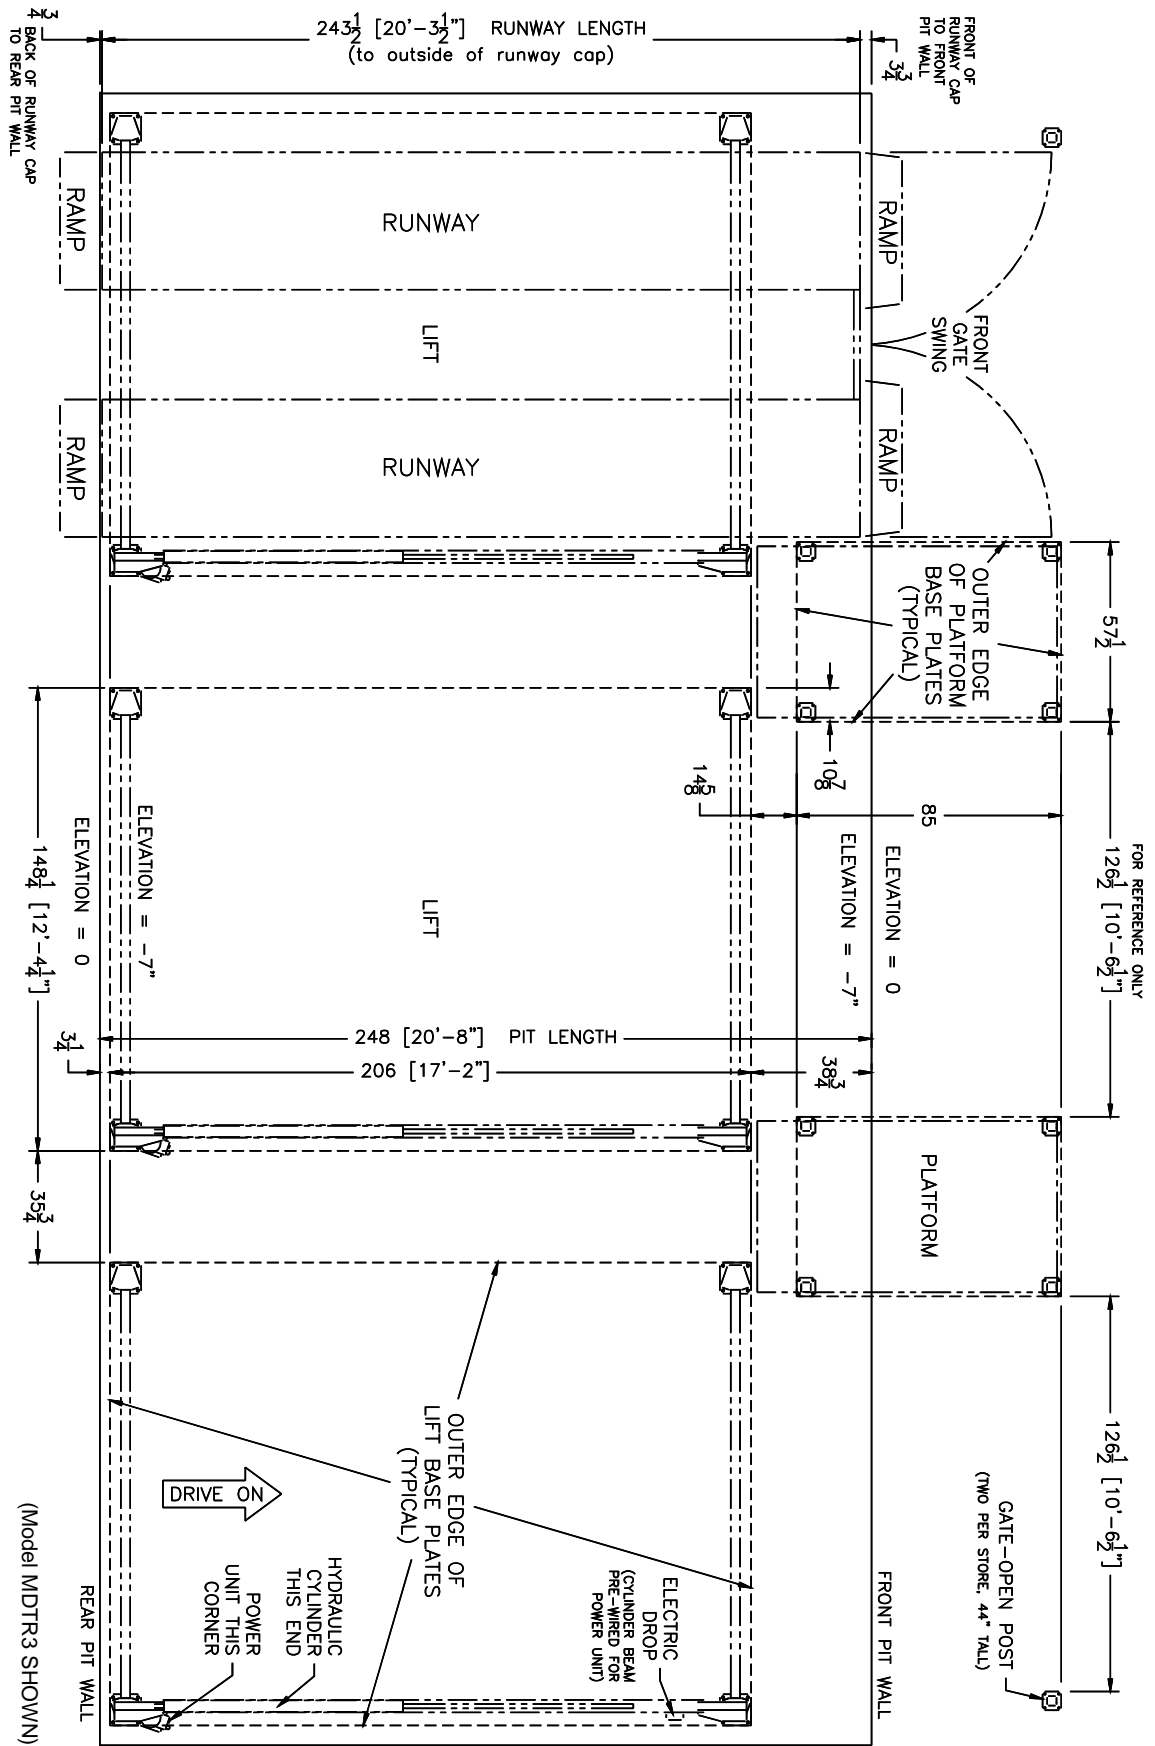 243 1/2 [20'-3 1/2"] RUNWAY LENGTH
(to outside of runway cap)
FRONT OF
RUNWAY CAP
TO FRONT
PIT WALL
3 3/4
3/4
BACK OF RUNWAY CAP
TO REAR PIT WALL
RAMP
RUNWAY
RAMP
LIFT
FRONT
GATE
SWING
RAMP
RUNWAY
RAMP
OUTER EDGE
OF PLATFORM
BASE PLATES
(TYPICAL)
57 1/2
10 7/8
14 5/8
85
FOR REFERENCE ONLY
126 1/2 [10'-6 1/2"]
ELEVATION = 0
ELEVATION = -7"
LIFT
ELEVATION = -7"
ELEVATION = 0
148 1/4 [12'-4 1/4"]
248 [20'-8"] PIT LENGTH
206 [17'-2"]
38 3/4
3 1/4
35 3/4
PLATFORM
126 1/2 [10'-6 1/2"]
GATE-OPEN POST
(TWO PER STORE, 44" TALL)
OUTER EDGE OF
LIFT BASE PLATES
(TYPICAL)
DRIVE ON
ELECTRIC
DROP
(CYLINDER BEAM
PRE-WIRED FOR
POWER UNIT)
HYDRAULIC
CYLINDER
THIS END
POWER
UNIT THIS
CORNER
FRONT PIT WALL
REAR PIT WALL
(Model MDTR3 SHOWN)